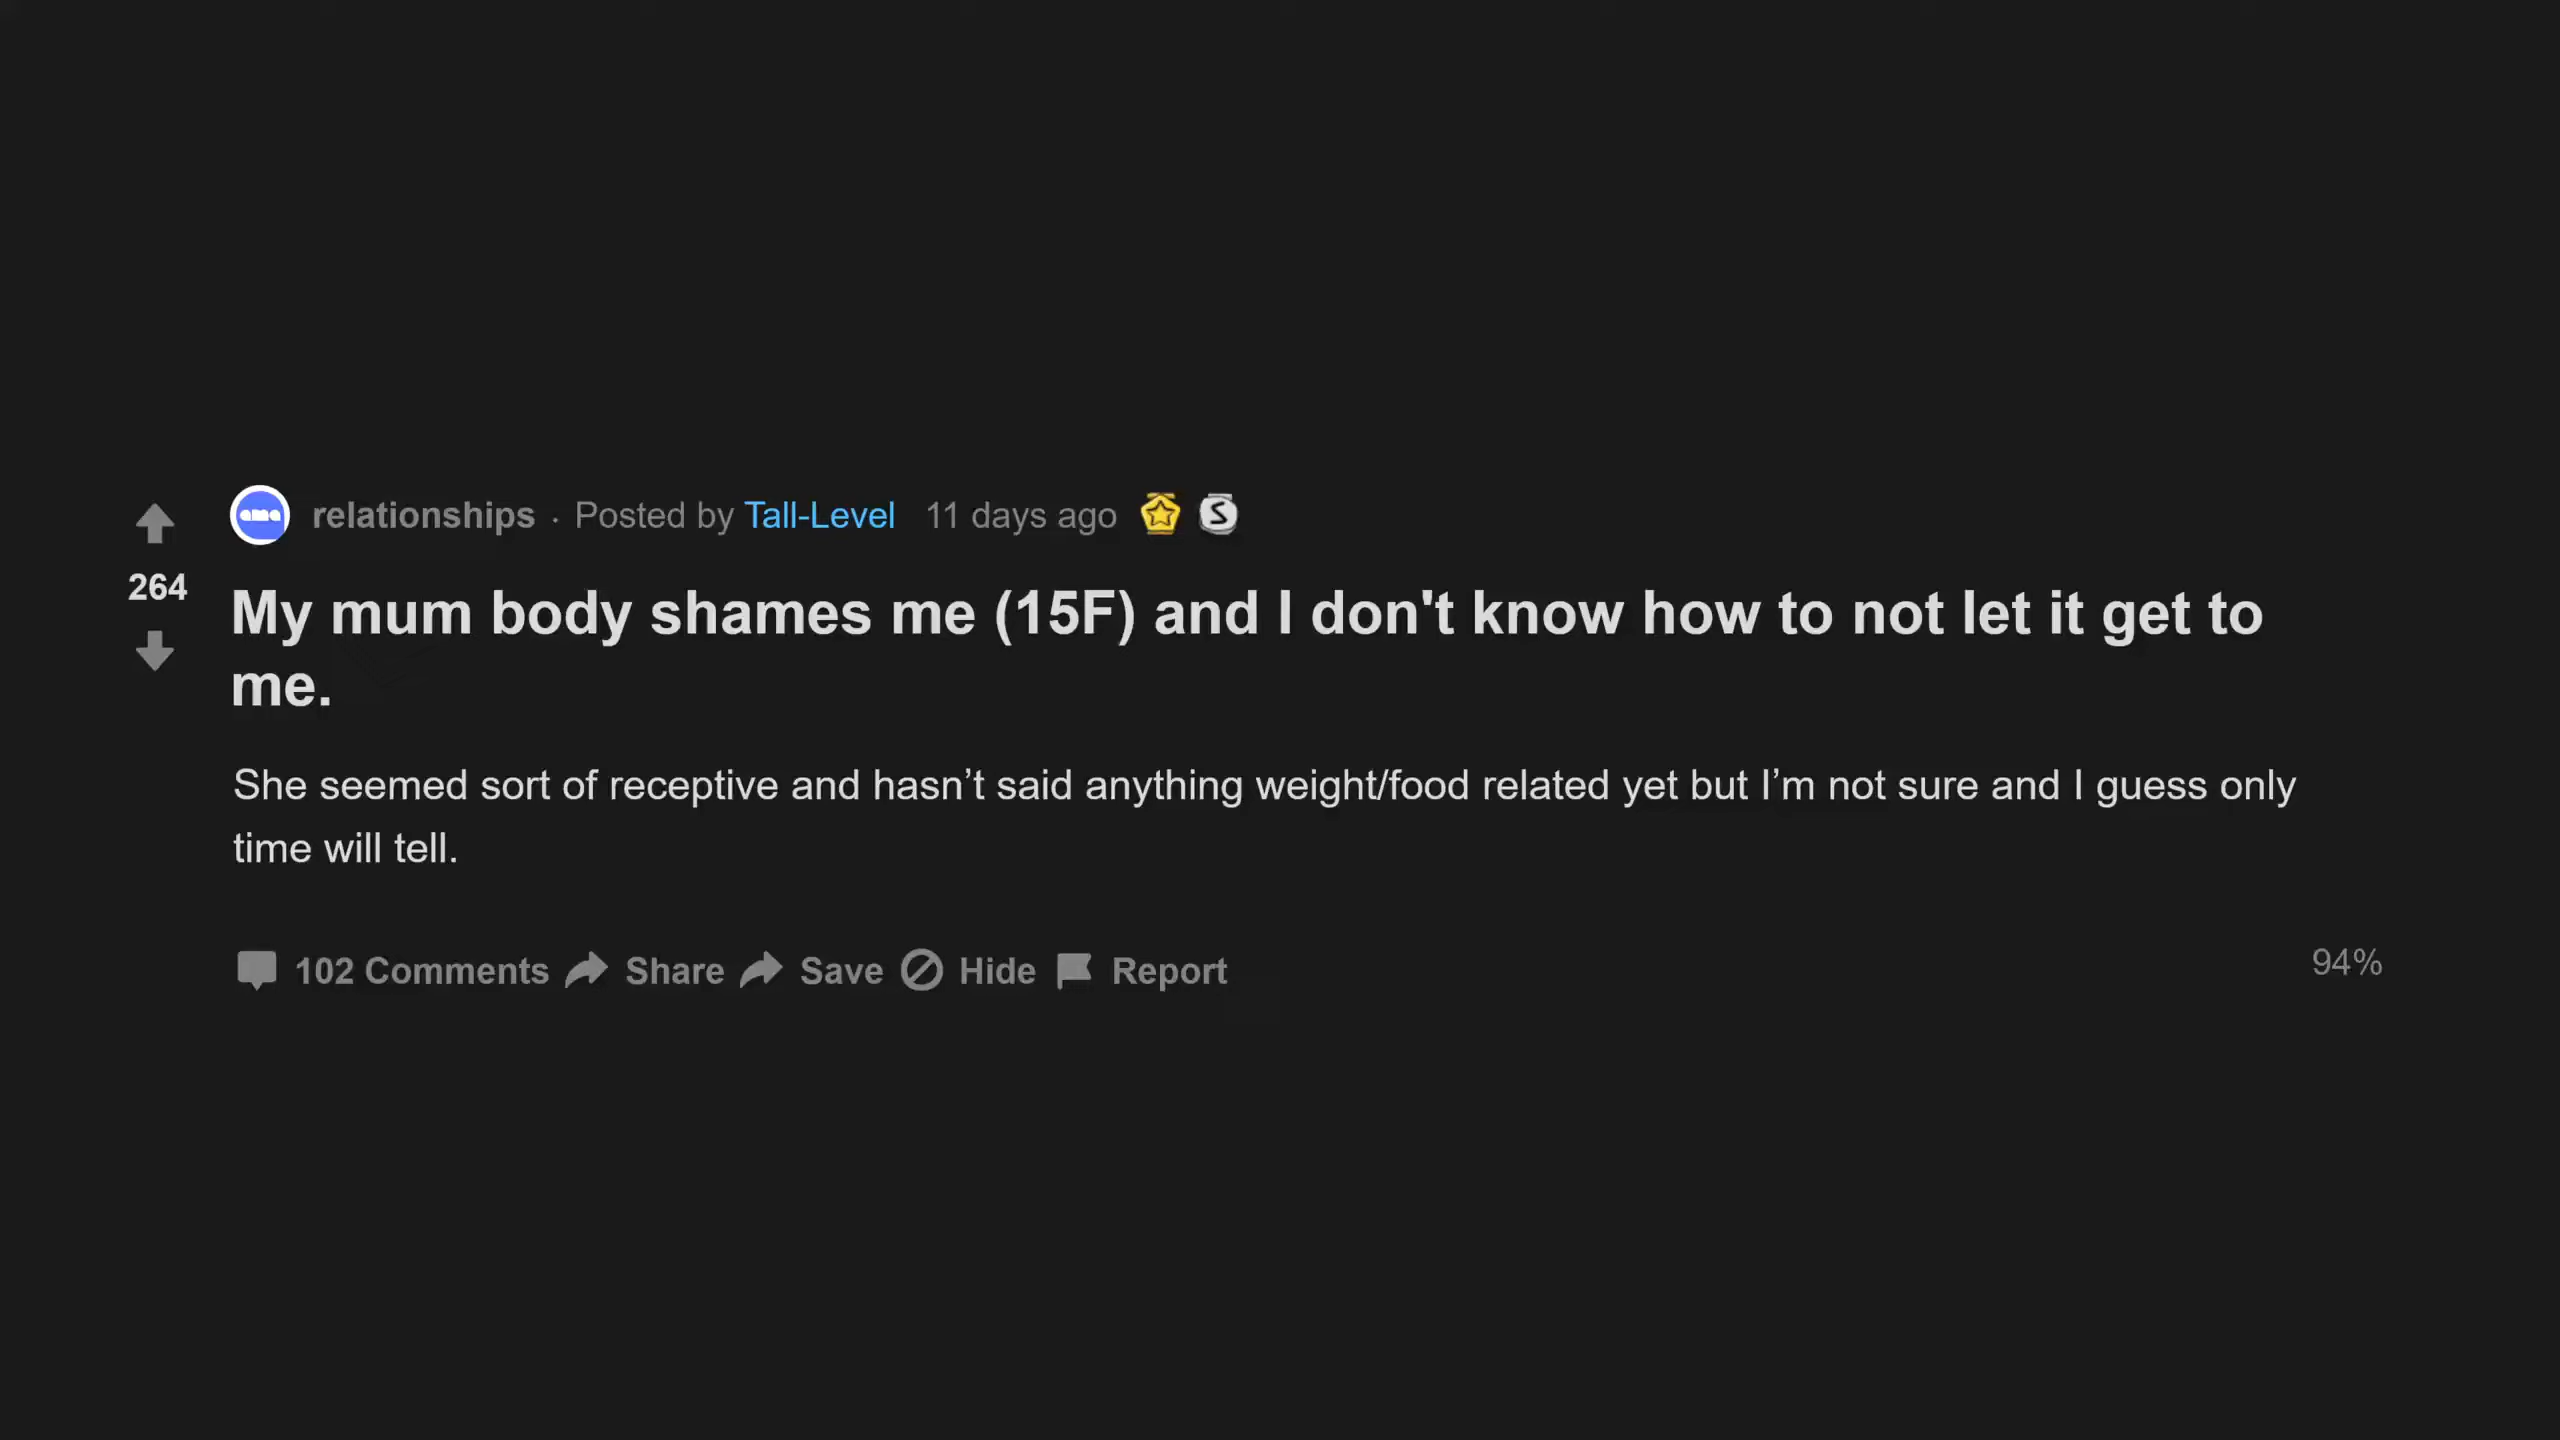 relationships · Posted by Tall-Level 11 days ago
264
My mum body shames me (15F) and I don't know how to not let it get to
me.
She seemed sort of receptive and hasn’t said anything weight/food related yet but I’m not sure and I guess only
time will tell.
102 Comments Share Save Hide Report
94%